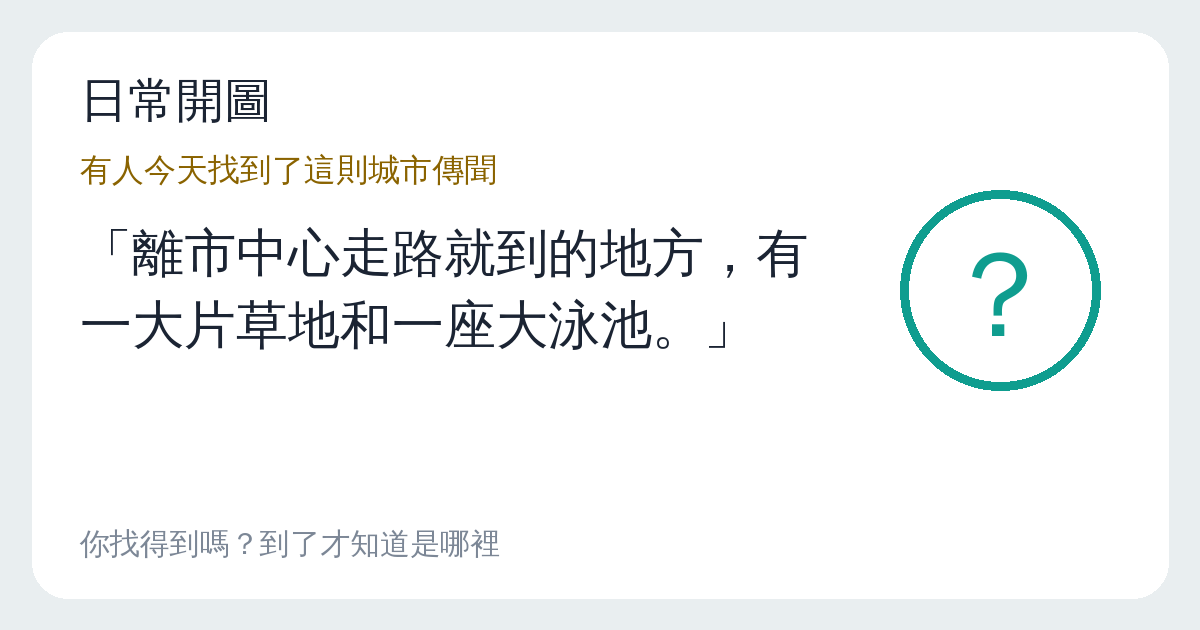 日常開圖
有人今天找到了這則城市傳聞
「離市中心走路就到的地方，有
一大片草地和一座大泳池。」
?
你找得到嗎？到了才知道是哪裡